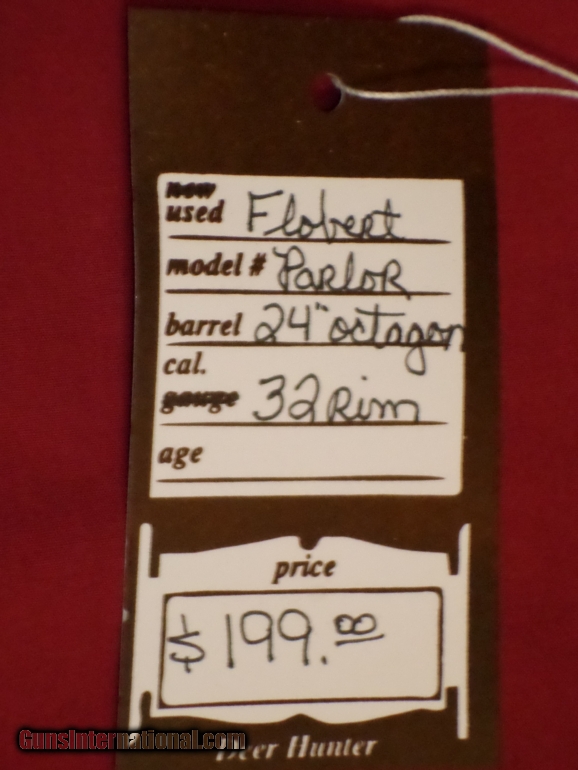 new
used Flobert
model # Parlor
barrel 24" octagon
cal.
gauge 32 Rim
age
price
$199.00
GunsInternational.com
Deer Hunter